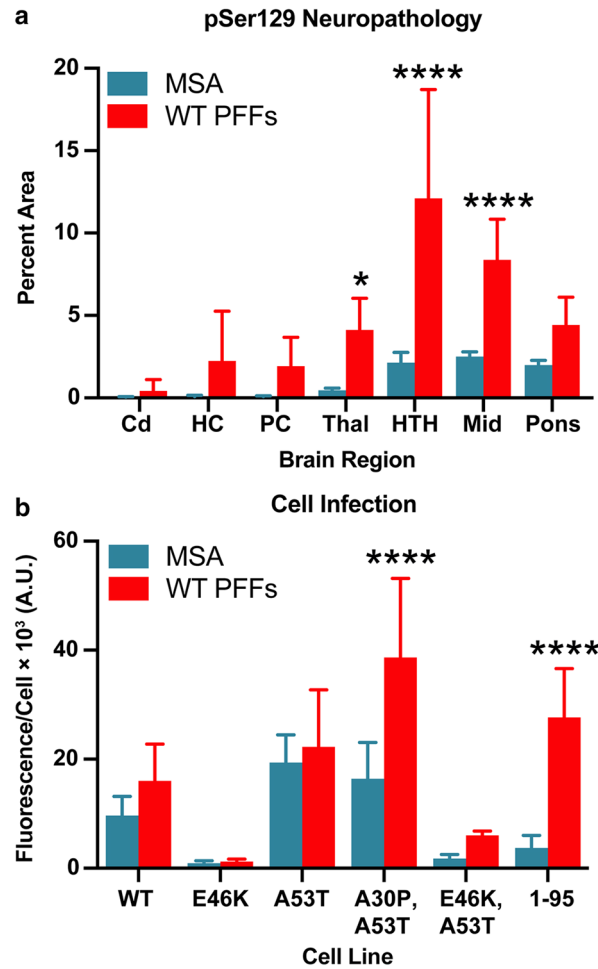 a
pSer129 Neuropathology
20
15
10
5
0
Percent Area
MSA
WT PFFs
*
****
****
Cd HC PC Thal HTH Mid Pons
Brain Region
b
Cell Infection
60
40
20
0
Fluorescence/Cell × 10³ (A.U.)
MSA
WT PFFs
****
****
WT E46K A53T A30P, E46K, 1-95
A53T A53T
Cell Line